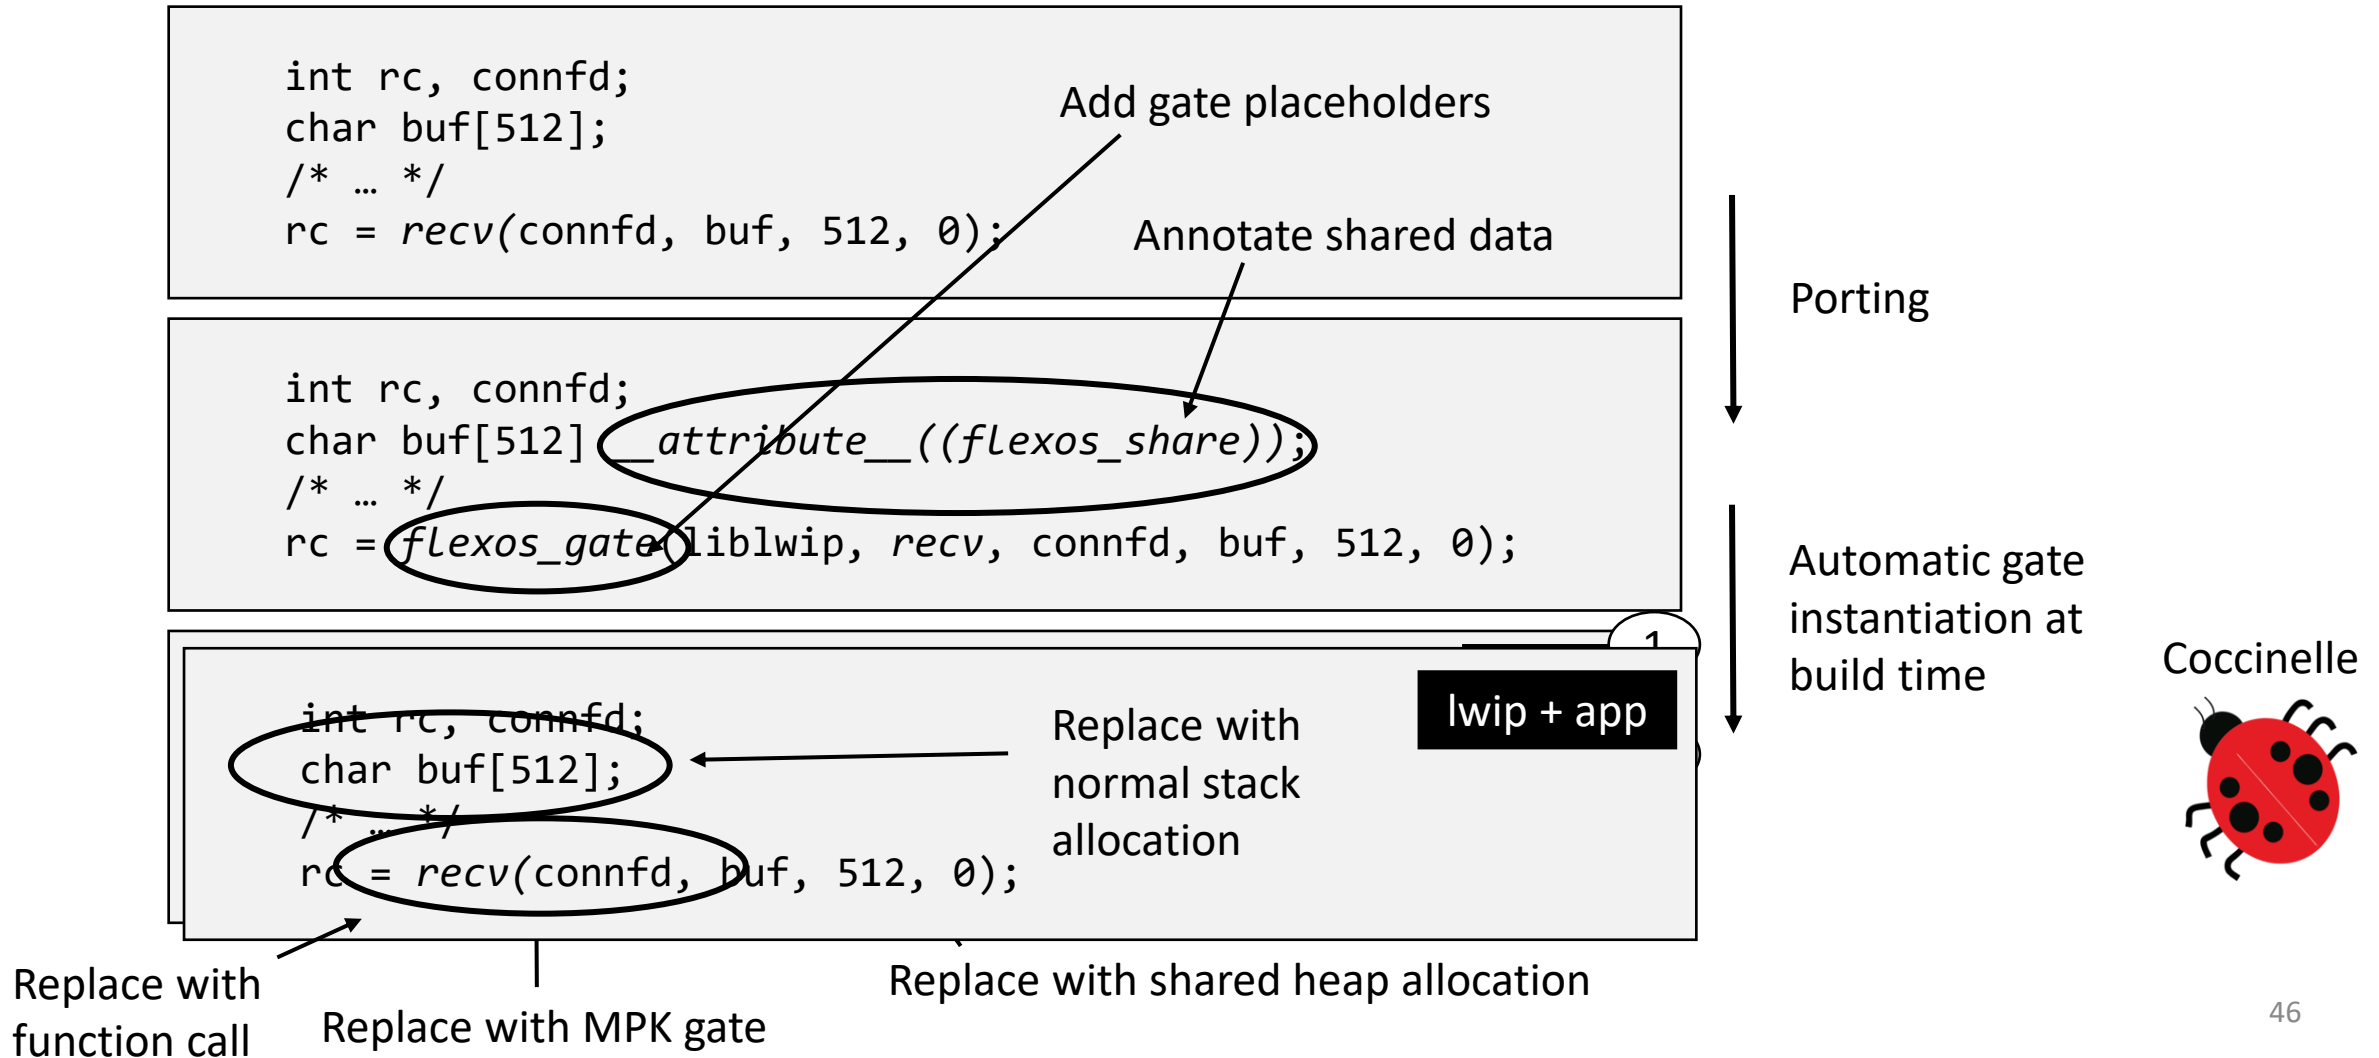 int rc, connfd;
char buf[512];
/* … */
rc = recv(connfd, buf, 512, 0);
Add gate placeholders
Annotate shared data
Porting
int rc, connfd;
char buf[512] __attribute__((flexos_share));
/* … */
rc = flexos_gate(liblwip, recv, connfd, buf, 512, 0);
Automatic gate
instantiation at
build time
Coccinelle
1
lwip + app
int rc, connfd;
char buf[512];
/* … */
rc = recv(connfd, buf, 512, 0);
Replace with
normal stack
allocation
Replace with
function call
Replace with MPK gate
Replace with shared heap allocation
46